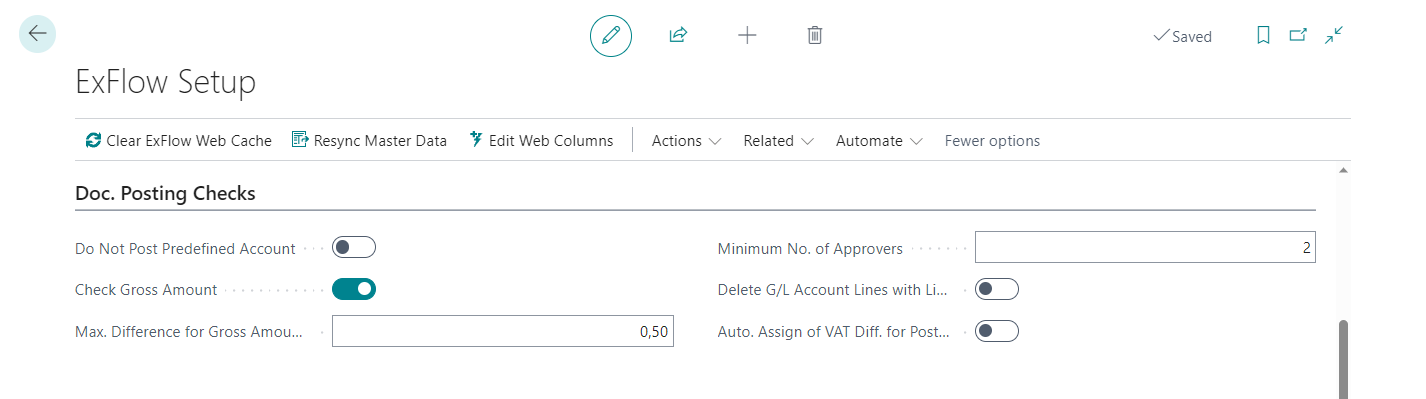 Saved
ExFlow Setup
Clear ExFlow Web Cache Resync Master Data Edit Web Columns Actions Related Automate Fewer options
Doc. Posting Checks
Do Not Post Predefined Account
Minimum No. of Approvers 2
Check Gross Amount
Delete G/L Account Lines with Li...
Max. Difference for Gross Amou... 0,50
Auto. Assign of VAT Diff. for Post...